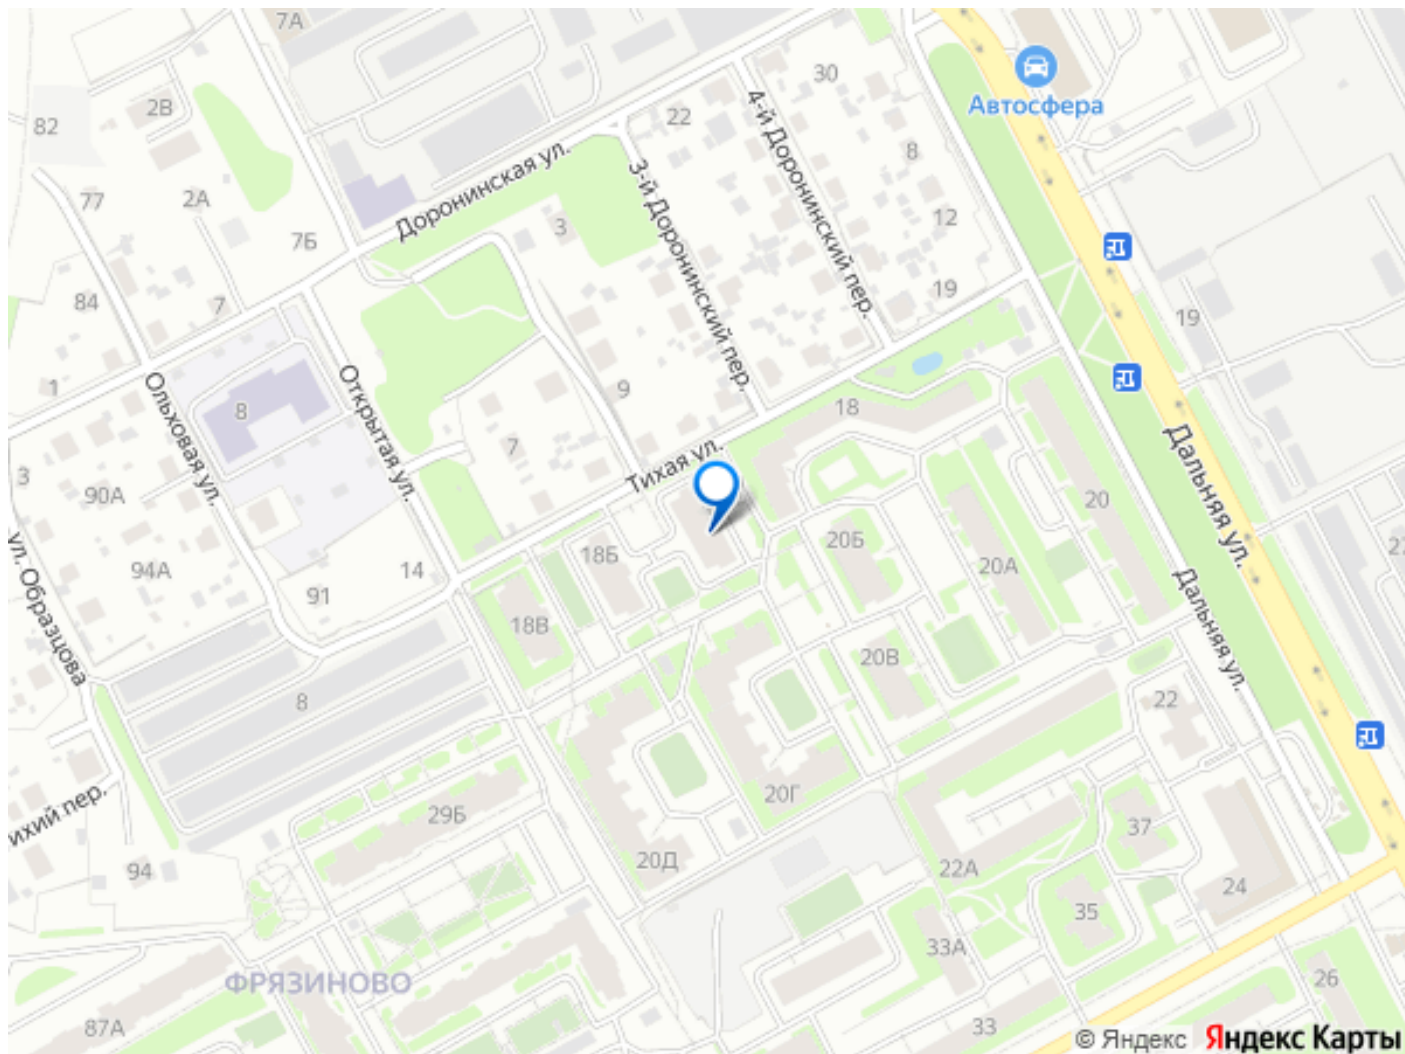 7А
30
Автосфера
2В
82
22
4-й Доронинский пер.
8
Доронинская ул.
3-й Доронинский пер.
77
2А
3
12
7Б
84
7
19
19
1
Ольховая ул.
8
Открытая ул.
9
18
Дальняя ул.
7
Тихая ул.
3
90А
20
ул. Образцова
94А
18Б
20Б
20А
91
14
Дальняя ул.
18В
20В
8
22
ихий пер.
29Б
20Г
37
94
20Д
22А
24
35
33А
ФРЯЗИНОВО
26
87А
33
© Яндекс Яндекс Карты